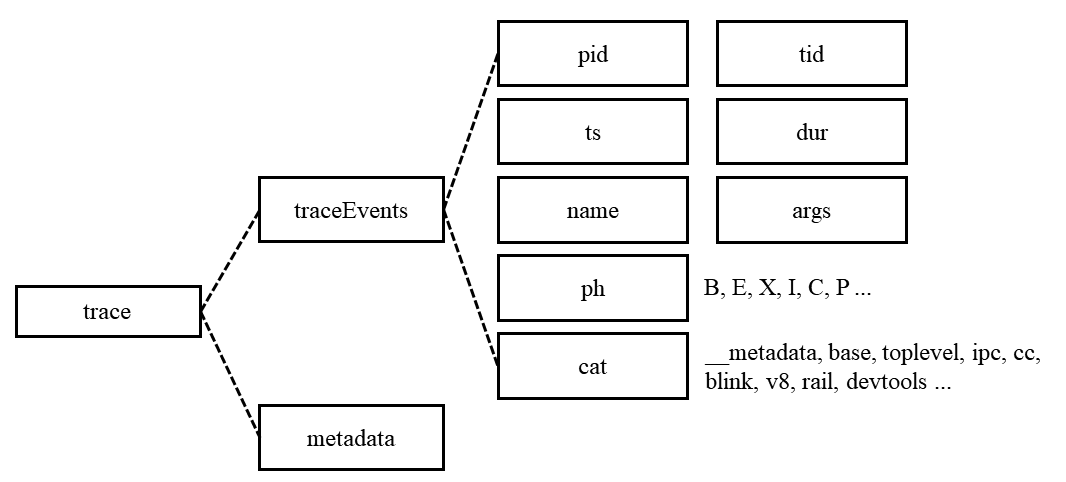 pid
tid
ts
dur
traceEvents
name
args
ph
B, E, X, I, C, P ...
trace
cat
__metadata, base, toplevel, ipc, cc,
blink, v8, rail, devtools ...
metadata